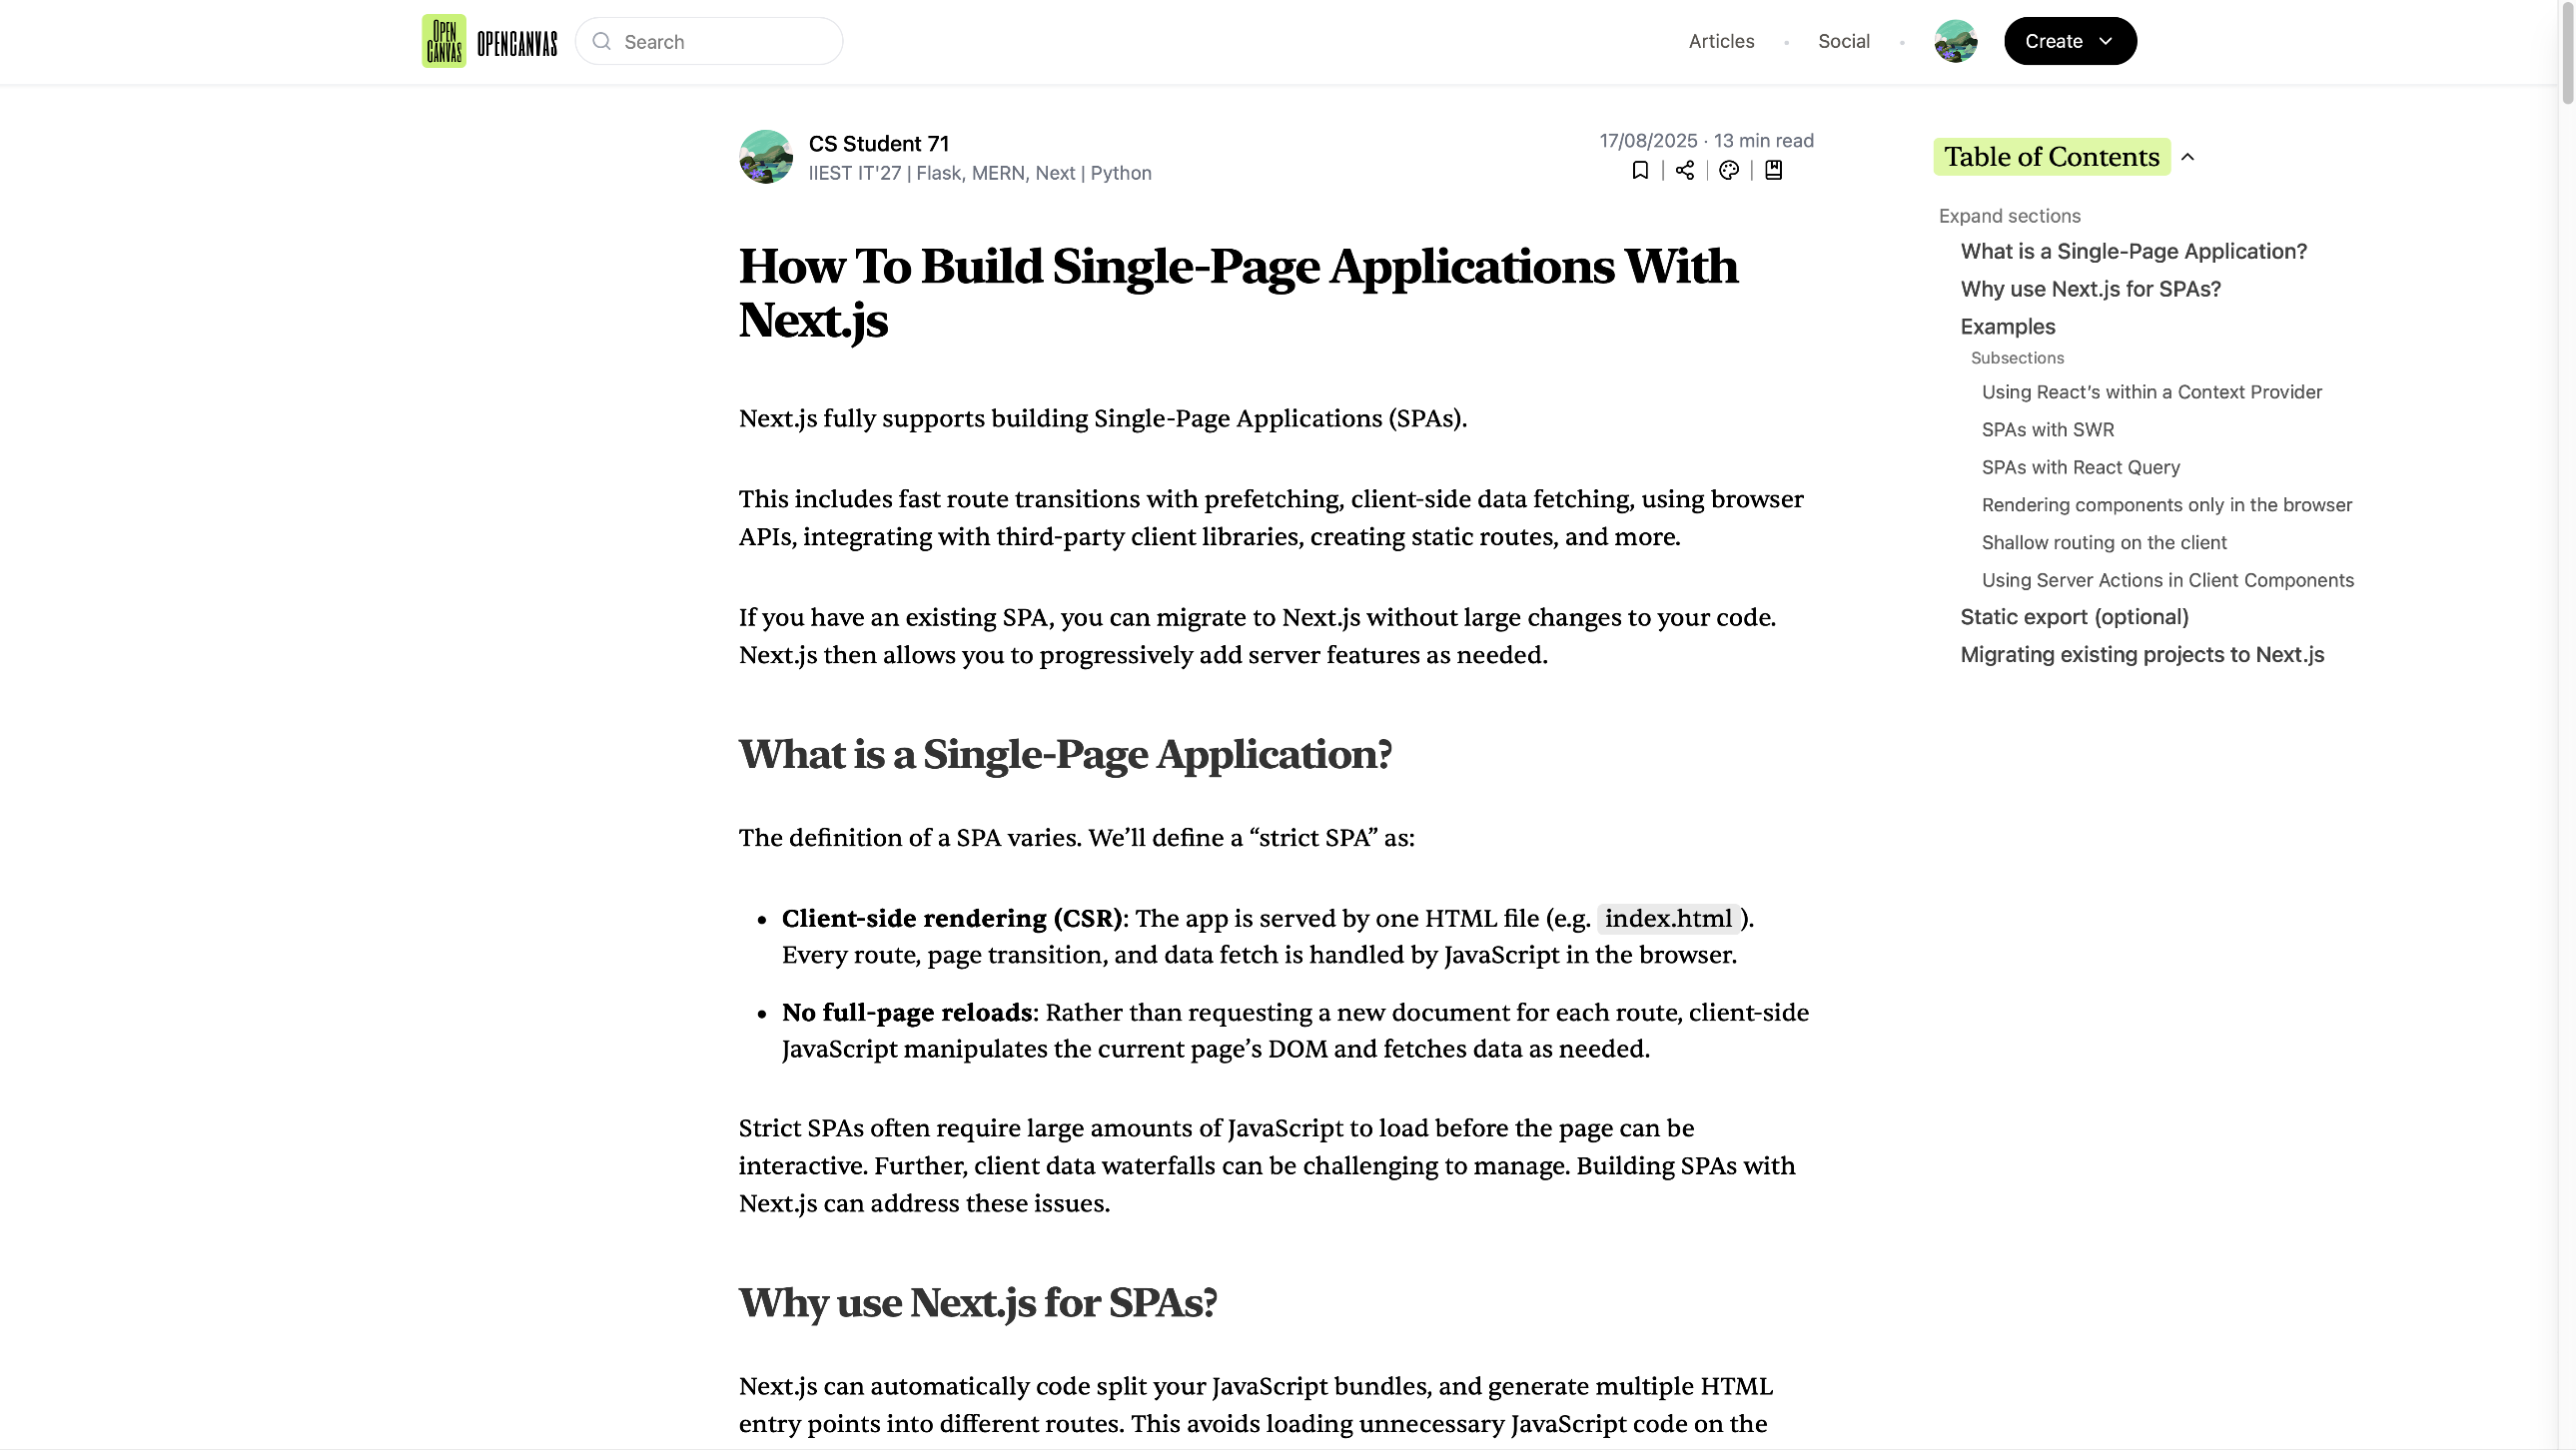 OPEN
CANVAS
OPENCANVAS
Search
Articles
Social
Create
CS Student 71
IIEST IT'27 | Flask, MERN, Next | Python
17/08/2025 · 13 min read
How To Build Single-Page Applications With
Next.js
Next.js fully supports building Single-Page Applications (SPAs).
This includes fast route transitions with prefetching, client-side data fetching, using browser
APIs, integrating with third-party client libraries, creating static routes, and more.
If you have an existing SPA, you can migrate to Next.js without large changes to your code.
Next.js then allows you to progressively add server features as needed.
What is a Single-Page Application?
The definition of a SPA varies. We’ll define a “strict SPA” as:
• Client-side rendering (CSR): The app is served by one HTML file (e.g. index.html ).
Every route, page transition, and data fetch is handled by JavaScript in the browser.
• No full-page reloads: Rather than requesting a new document for each route, client-side
JavaScript manipulates the current page’s DOM and fetches data as needed.
Strict SPAs often require large amounts of JavaScript to load before the page can be
interactive. Further, client data waterfalls can be challenging to manage. Building SPAs with
Next.js can address these issues.
Why use Next.js for SPAs?
Next.js can automatically code split your JavaScript bundles, and generate multiple HTML
entry points into different routes. This avoids loading unnecessary JavaScript code on the
Table of Contents
Expand sections
What is a Single-Page Application?
Why use Next.js for SPAs?
Examples
Subsections
Using React’s within a Context Provider
SPAs with SWR
SPAs with React Query
Rendering components only in the browser
Shallow routing on the client
Using Server Actions in Client Components
Static export (optional)
Migrating existing projects to Next.js